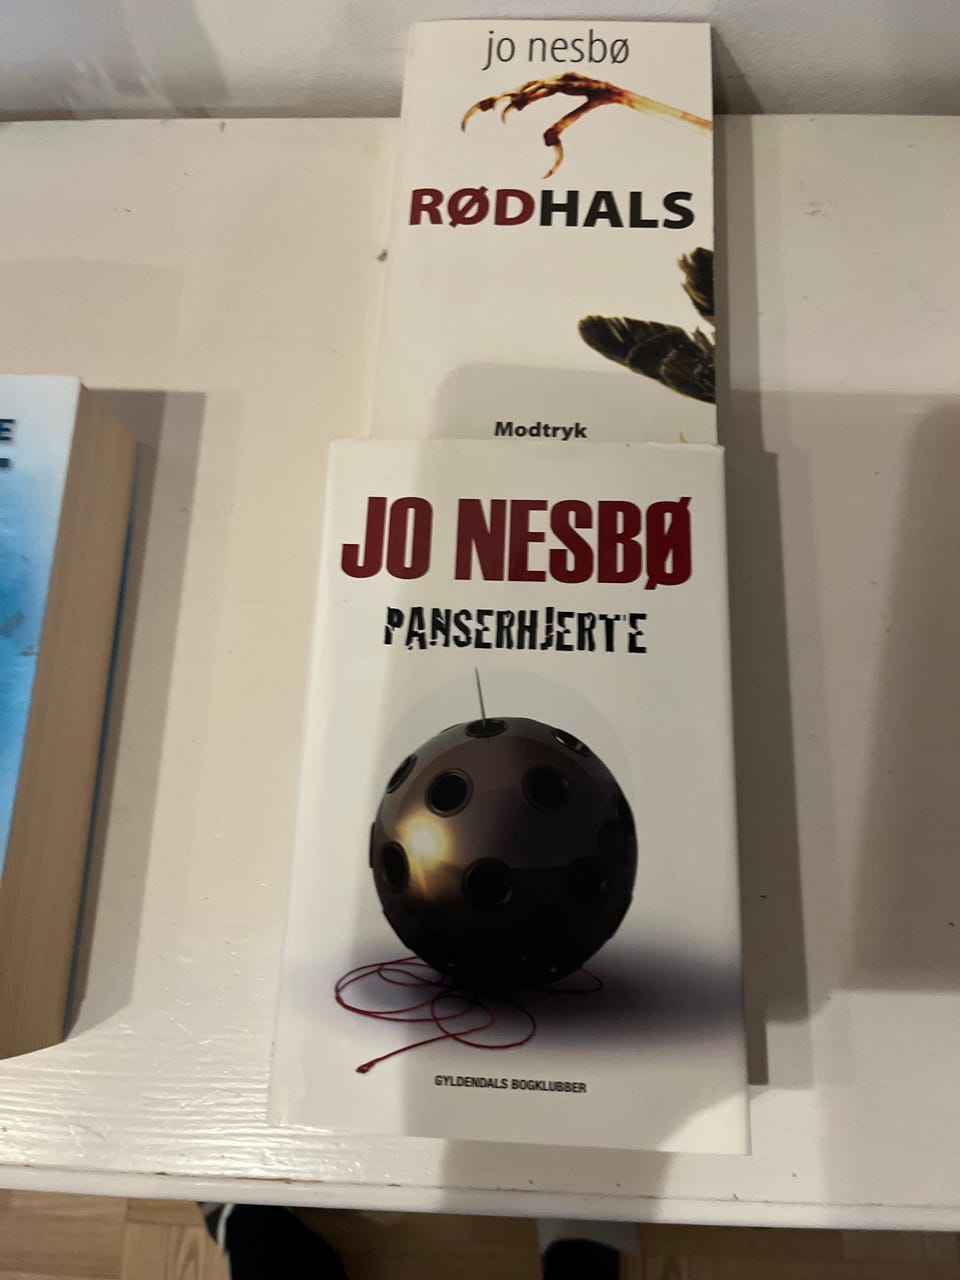 jo nesbø
RØDHALS
Modtryk
JO NESBØ
PANSERHJERTE
GYLDENDALS BOGKLUBBER